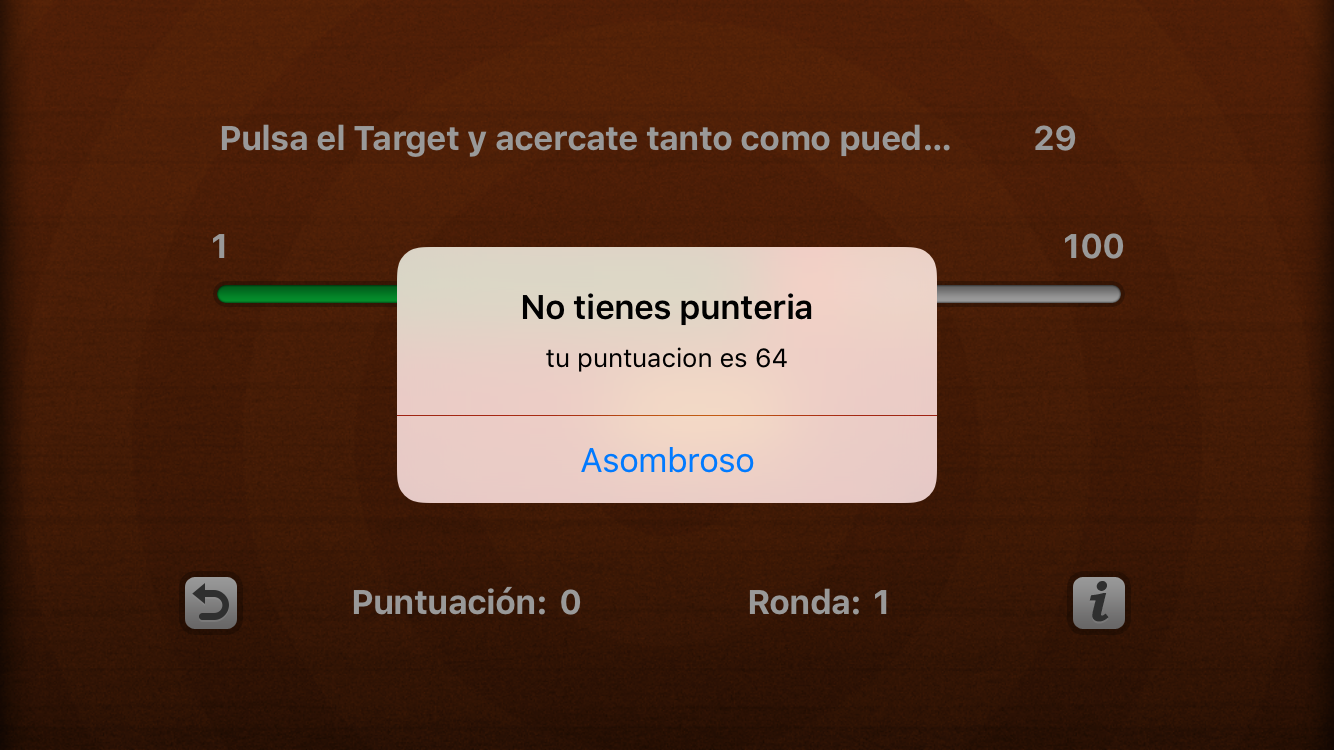 Pulsa el Target y acercate tanto como pued... 29
1 100
No tienes punteria
tu puntuacion es 64
Asombroso
Puntuación: 0 Ronda: 1 i